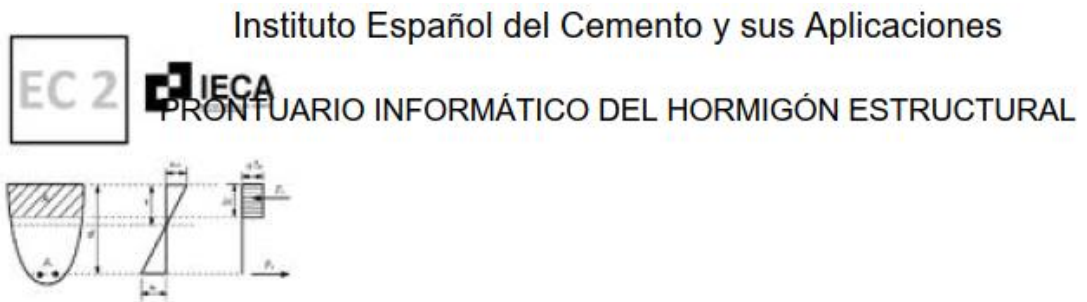 Instituto Español del Cemento y sus Aplicaciones
EC 2
IECA
PRONTUARIO INFORMÁTICO DEL HORMIGÓN ESTRUCTURAL